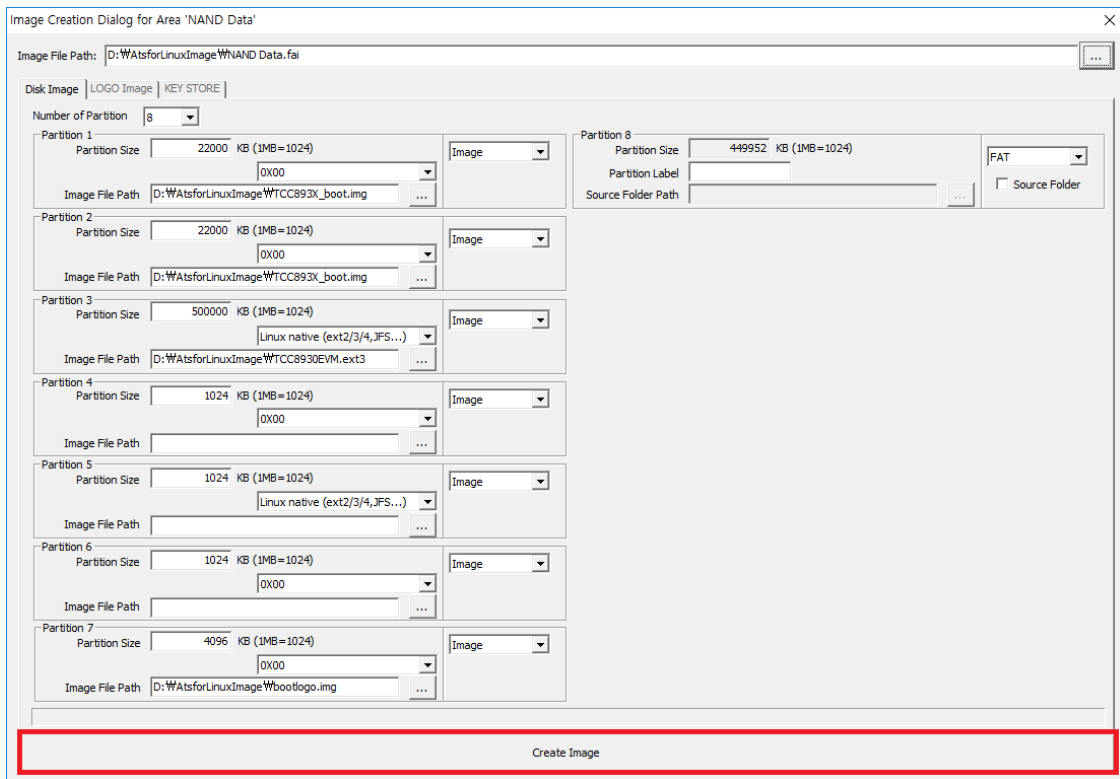 Image Creation Dialog for Area 'NAND Data'
Image File Path: D:₩AtsforLinuxImage₩NAND Data.fai ...
Disk Image LOGO Image KEY STORE
Number of Partition 8
Partition 1
Partition Size 22000 KB (1MB=1024) Image
0X00
Image File Path D:₩AtsforLinuxImage₩TCC893X_boot.img ...
Partition 2
Partition Size 22000 KB (1MB=1024) Image
0X00
Image File Path D:₩AtsforLinuxImage₩TCC893X_boot.img ...
Partition 3
Partition Size 500000 KB (1MB=1024) Image
Linux native (ext2/3/4,JFS...)
Image File Path D:₩AtsforLinuxImage₩TCC8930EVM.ext3 ...
Partition 4
Partition Size 1024 KB (1MB=1024) Image
0X00
Image File Path ...
Partition 5
Partition Size 1024 KB (1MB=1024) Image
Linux native (ext2/3/4,JFS...)
Image File Path ...
Partition 6
Partition Size 1024 KB (1MB=1024) Image
0X00
Image File Path ...
Partition 7
Partition Size 4096 KB (1MB=1024) Image
0X00
Image File Path D:₩AtsforLinuxImage₩bootlogo.img ...
Partition 8
Partition Size 449952 KB (1MB=1024) FAT
Partition Label
Source Folder Path ... Source Folder
Create Image